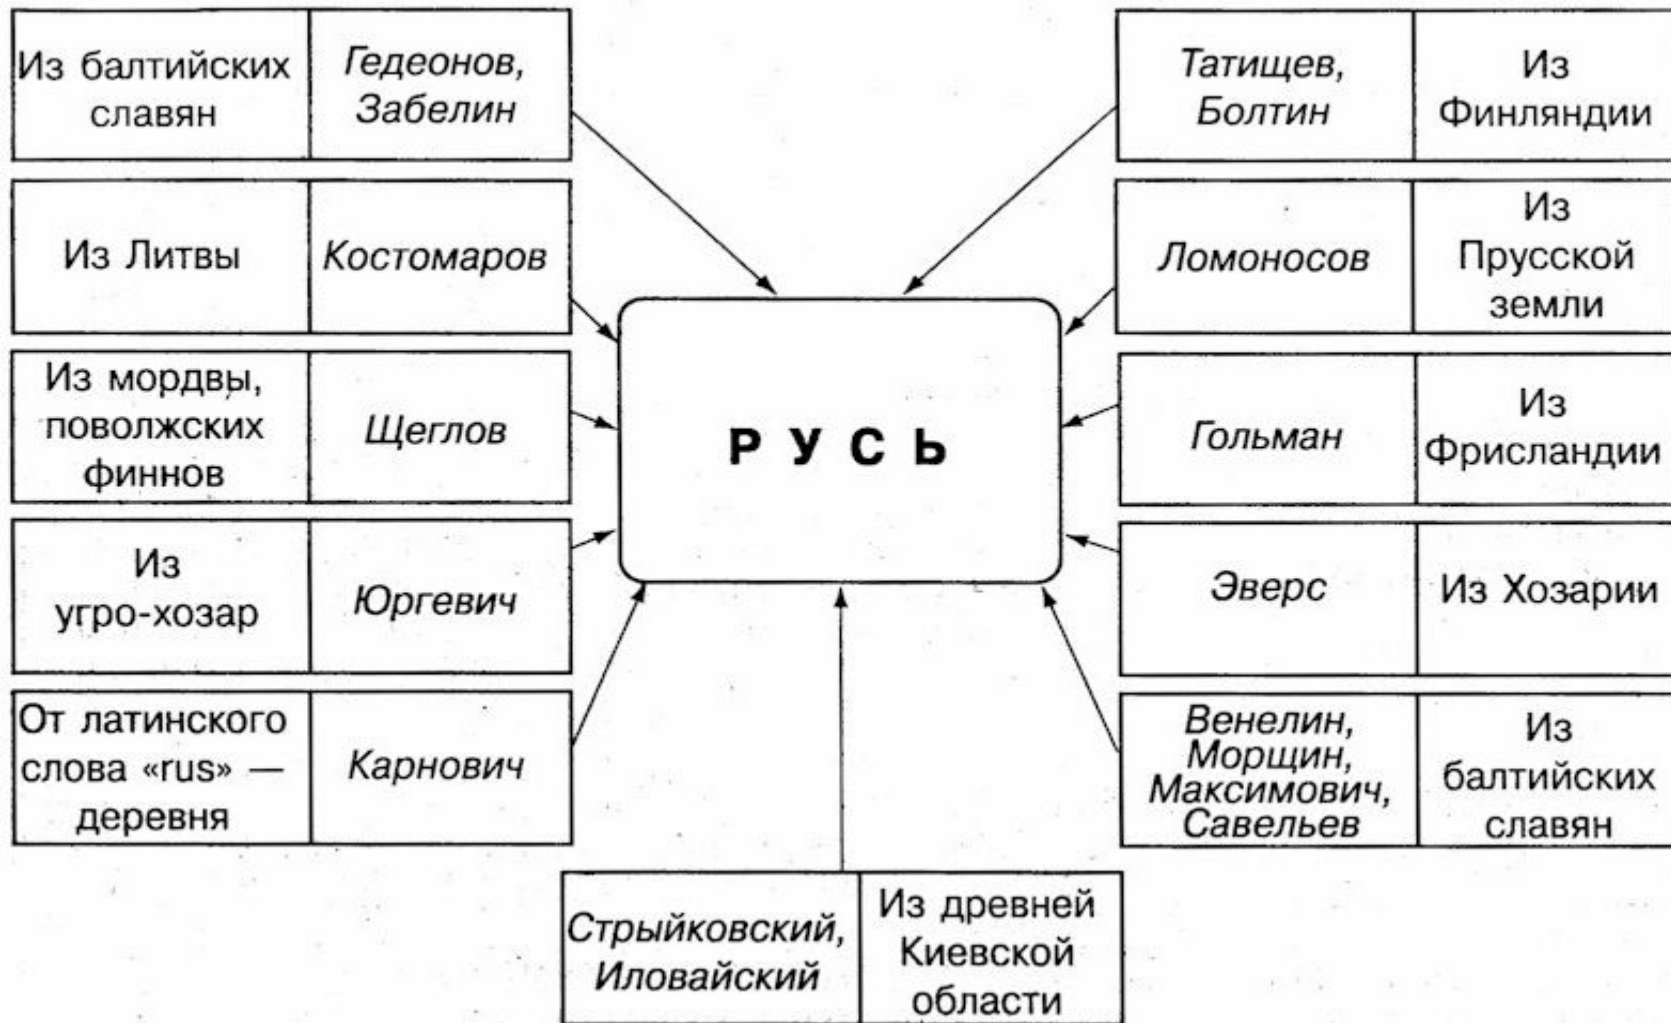 Из балтийских
славян
Гедеонов,
Забелин
Из Литвы
Костомаров
Из мордвы,
поволжских
финнов
Щеглов
Из
угро-хозар
Юргевич
От латинского
слова «rus» —
деревня
Карнович
РУСЬ
Татищев,
Болтин
Из
Финляндии
Ломоносов
Из
Прусской
земли
Гольман
Из
Фрисландии
Эверс
Из Хозарии
Венелин,
Морщин,
Максимович,
Савельев
Из
балтийских
славян
Стрыйковский,
Иловайский
Из древней
Киевской
области